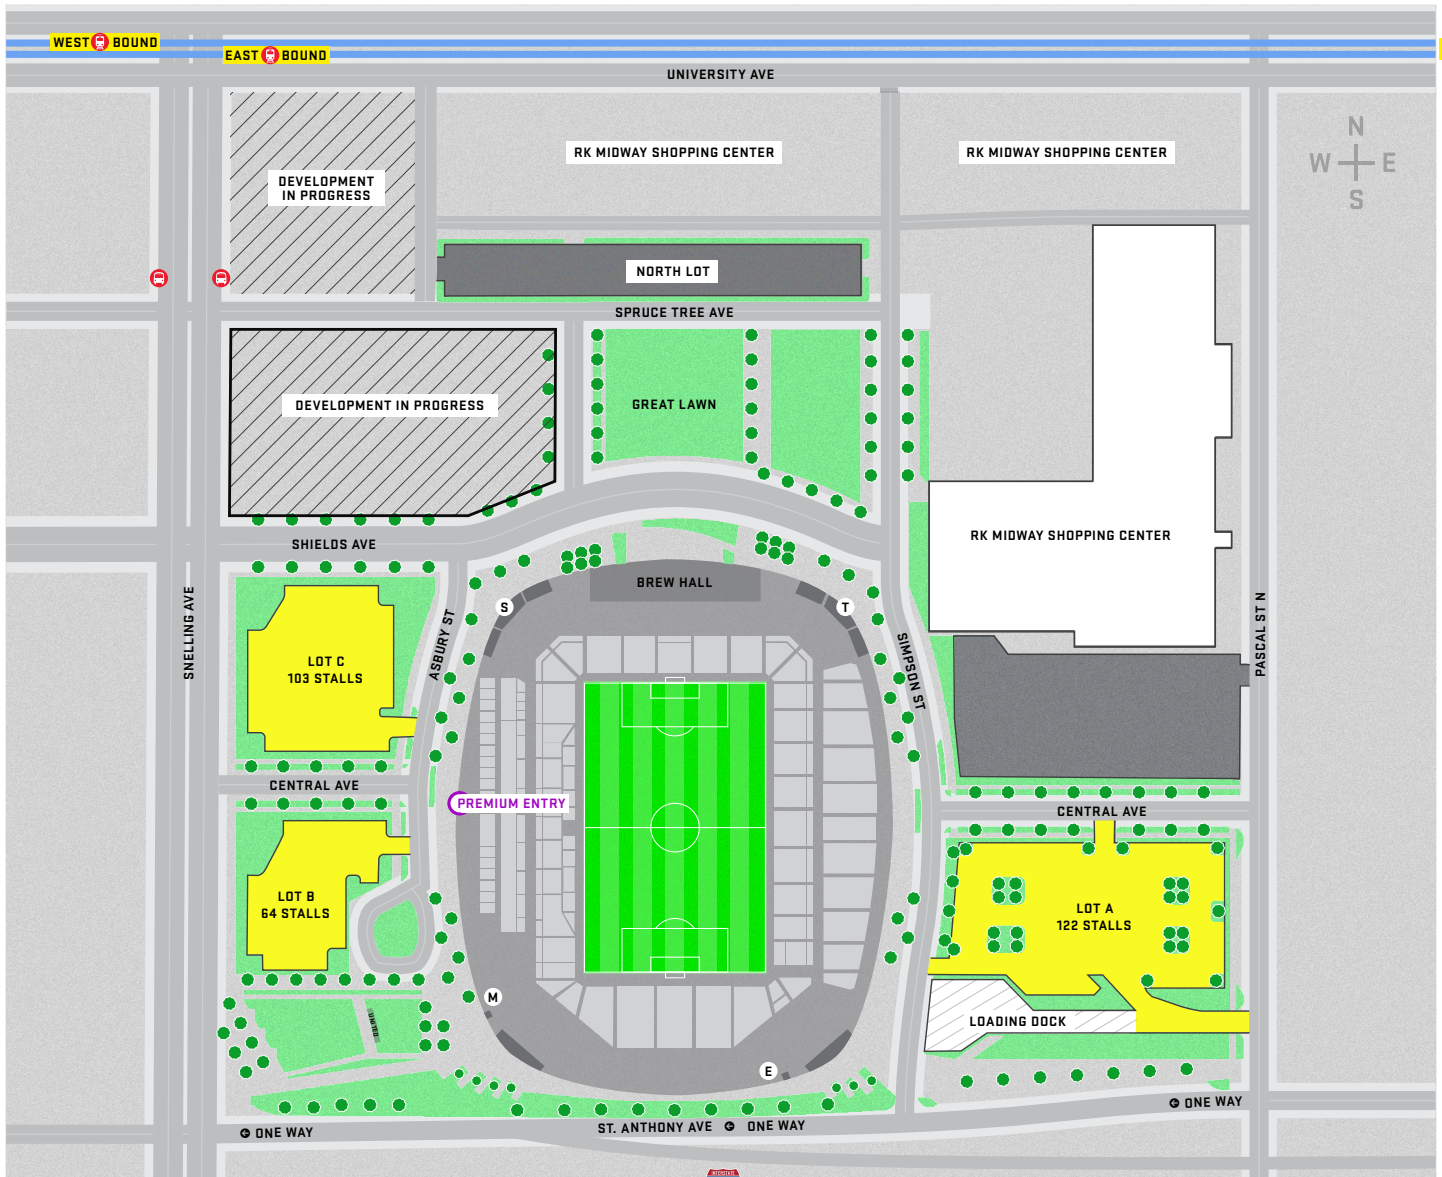 WEST BOUND
EAST BOUND
UNIVERSITY AVE
N
W E
S
RK MIDWAY SHOPPING CENTER
RK MIDWAY SHOPPING CENTER
DEVELOPMENT
IN PROGRESS
NORTH LOT
SPRUCE TREE AVE
DEVELOPMENT IN PROGRESS
GREAT LAWN
RK MIDWAY SHOPPING CENTER
SHIELDS AVE
BREW HALL
S
T
SNELLING AVE
ASBURY ST
SIMPSON ST
PASCAL ST N
LOT C
103 STALLS
CENTRAL AVE
PREMIUM ENTRY
CENTRAL AVE
LOT B
64 STALLS
LOT A
122 STALLS
M
UNITED
LOADING DOCK
E
ONE WAY
ST. ANTHONY AVE
ONE WAY
ONE WAY
INTERSTATE